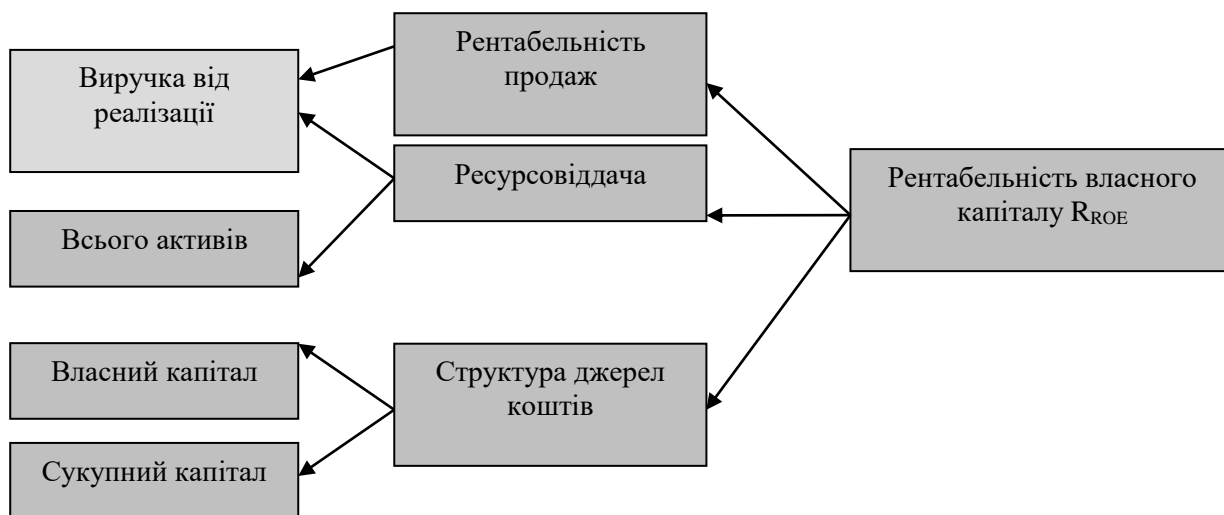 Рентабельність
продаж
Виручка від
реалізації
Ресурсовіддача
Рентабельність власного
капіталу RROE
Всього активів
Власний капітал
Структура джерел
коштів
Сукупний капітал